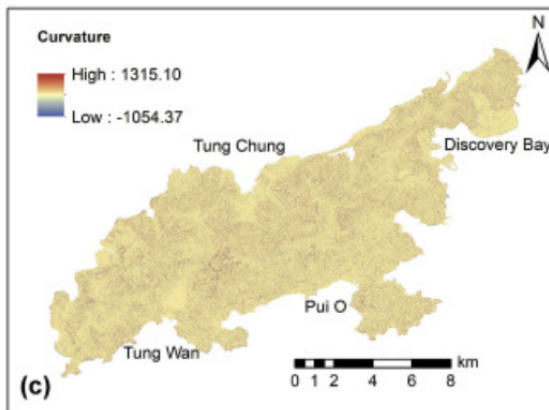 N
Curvature
High : 1315.10
Low : -1054.37
Tung Chung
Discovery Bay
Pui O
Tung Wan
km
0 1 2 4 6 8
(c)